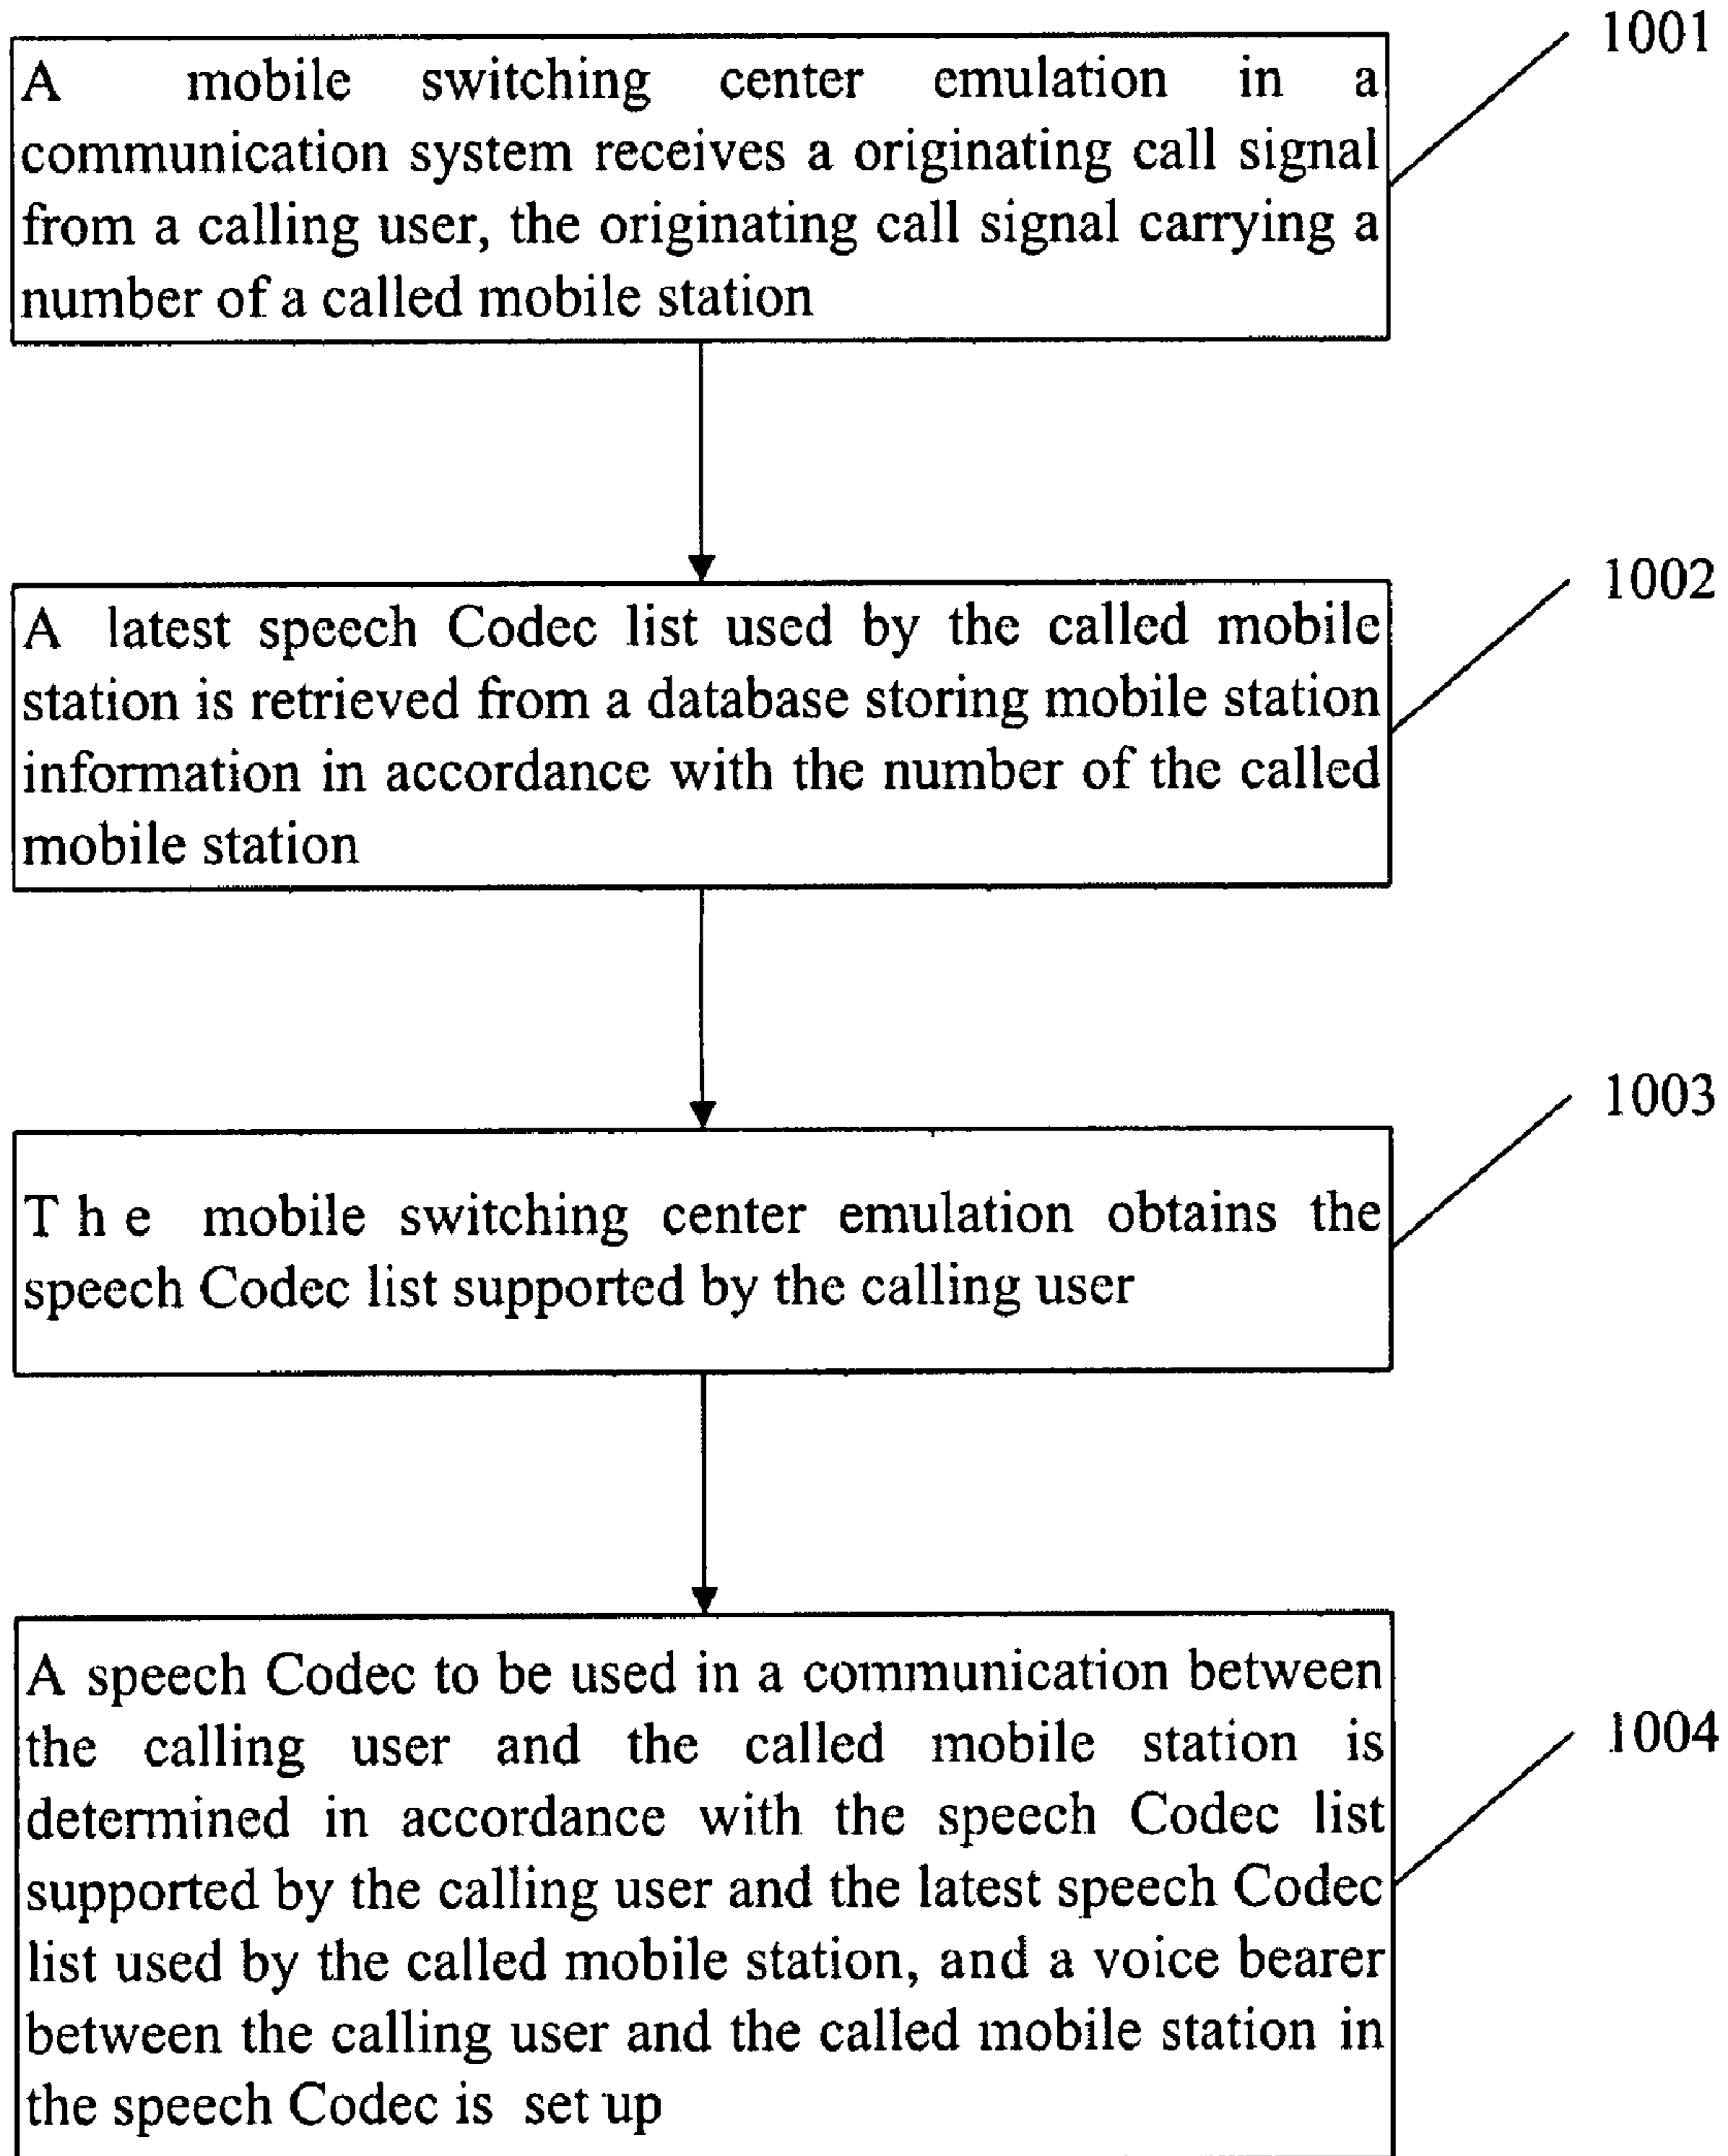 1001
A mobile switching center emulation in a
communication system receives a originating call signal
from a calling user, the originating call signal carrying a
number of a called mobile station
1002
A latest speech Codec list used by the called mobile
station is retrieved from a database storing mobile station
information in accordance with the number of the called
mobile station
1003
T h e mobile switching center emulation obtains the
speech Codec list supported by the calling user
1004
A speech Codec to be used in a communication between
the calling user and the called mobile station is
determined in accordance with the speech Codec list
supported by the calling user and the latest speech Codec
list used by the called mobile station, and a voice bearer
between the calling user and the called mobile station in
the speech Codec is set up